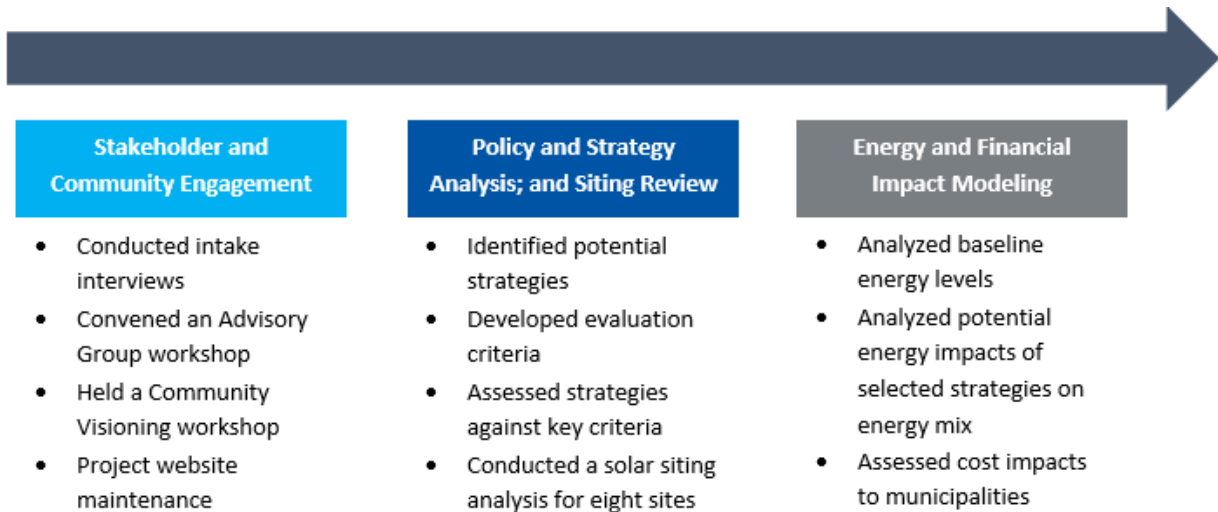 Stakeholder and
Community Engagement
• Conducted intake
interviews
• Convened an Advisory
Group workshop
• Held a Community
Visioning workshop
• Project website
maintenance
Policy and Strategy
Analysis; and Siting Review
• Identified potential
strategies
• Developed evaluation
criteria
• Assessed strategies
against key criteria
• Conducted a solar siting
analysis for eight sites
Energy and Financial
Impact Modeling
• Analyzed baseline
energy levels
• Analyzed potential
energy impacts of
selected strategies on
energy mix
• Assessed cost impacts
to municipalities